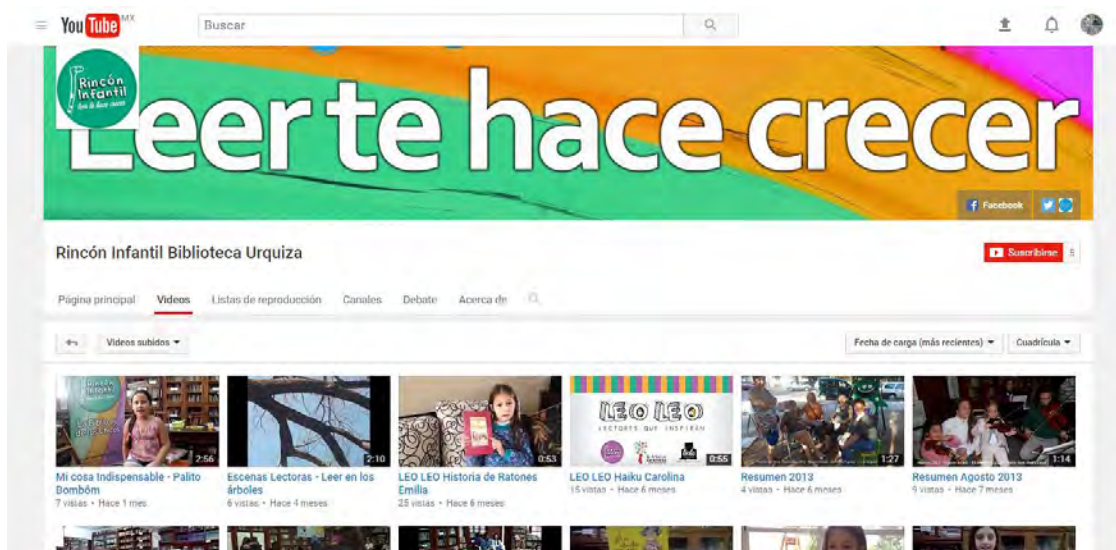 YouTube MX
Buscar
Rincón
Infantil
Leer te hace crecer
Facebook
Rincón Infantil Biblioteca Urquiza
Suscribirse
Página principal Videos Listas de reproducción Canales Debate Acerca de
Videos subidos
Fecha de carga (más recientes) Cuadrícula
LEO LEO
LECTORES QUE INSPIRAN
2:56
2:10
0:53
0:55
1:27
1:14
Mi cosa Indispensable - Palito
Bombóm
7 vistas • Hace 1 mes
Escenas Lectoras - Leer en los
árboles
6 vistas • Hace 4 meses
LEO LEO Historia de Ratones
Emilia
25 vistas • Hace 6 meses
LEO LEO Haiku Carolina
15 vistas • Hace 6 meses
Resumen 2013
4 vistas • Hace 6 meses
Resumen Agosto 2013
9 vistas • Hace 7 meses